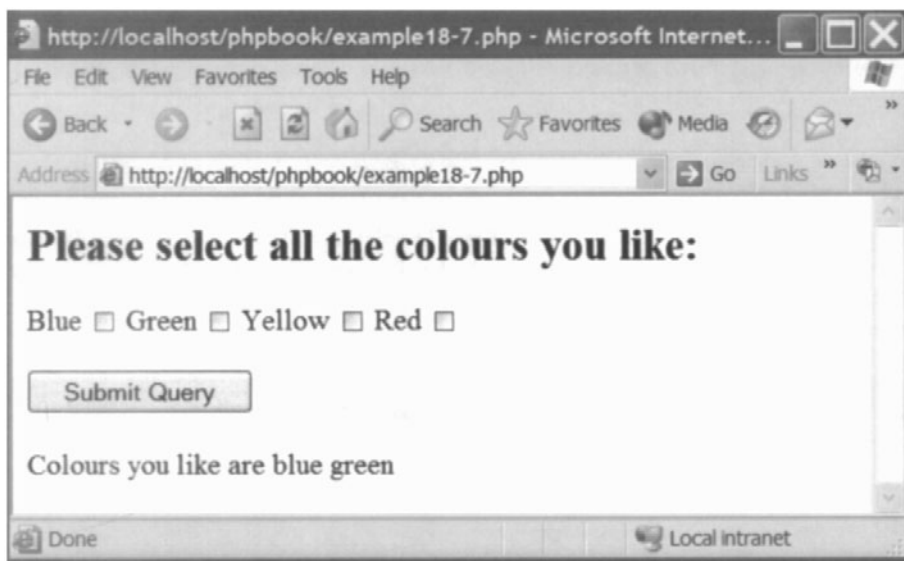 http://localhost/phpbook/example18-7.php - Microsoft Internet...
File Edit View Favorites Tools Help
Back Search Favorites Media »
Address http://localhost/phpbook/example18-7.php Go Links »
Please select all the colours you like:
Blue Green Yellow Red
Submit Query
Colours you like are blue green
Done Local intranet